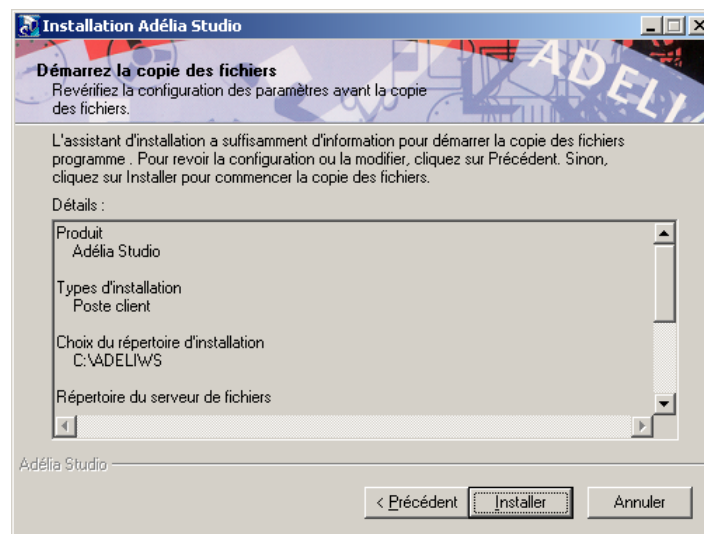 Installation Adélia Studio
ADELI
Démarrez la copie des fichiers
Revérifiez la configuration des paramètres avant la copie
des fichiers.
L'assistant d'installation a suffisamment d'information pour démarrer la copie des fichiers
programme . Pour revoir la configuration ou la modifier, cliquez sur Précédent. Sinon,
cliquez sur Installer pour commencer la copie des fichiers.
Détails :
Produit
Adélia Studio
Types d'installation
Poste client
Choix du répertoire d'installation
C:\ADELIWS
Répertoire du serveur de fichiers
Adélia Studio
< Précédent
Installer
Annuler